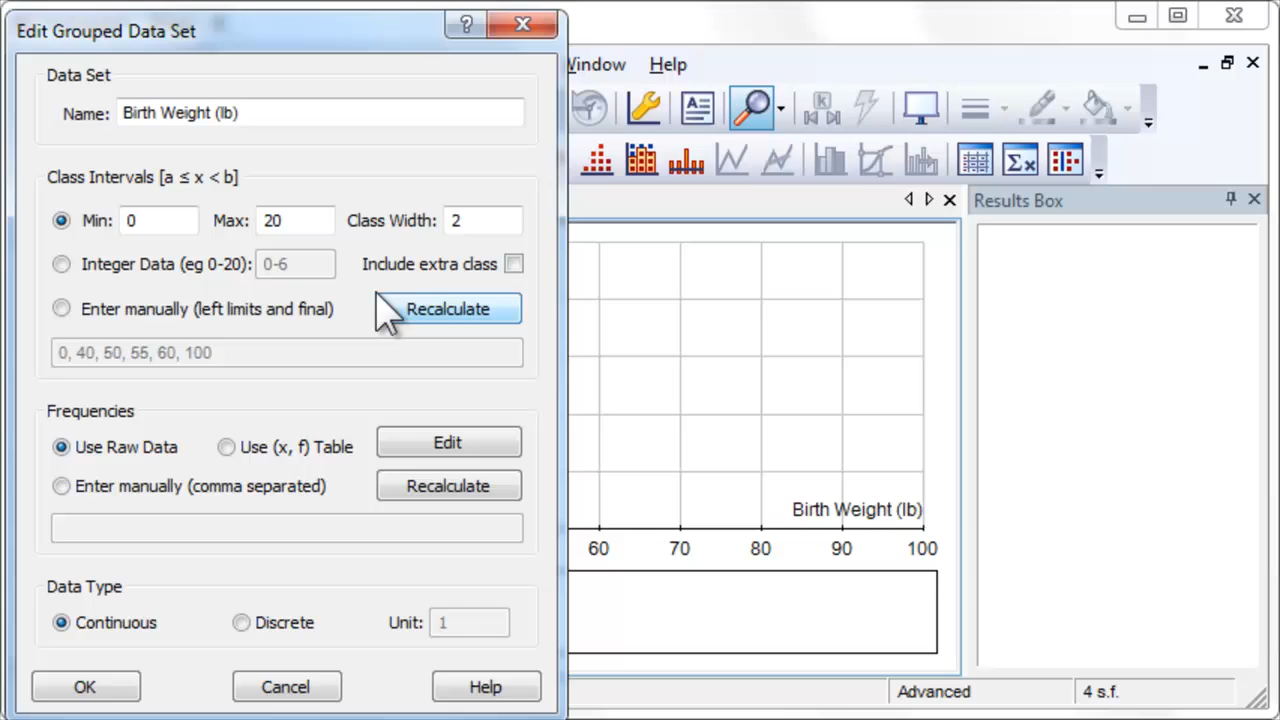 Edit Grouped Data Set
?
Data Set
Name: Birth Weight (lb)
Class Intervals [a ≤ x < b]
Min: 0 Max: 20 Class Width: 2
Integer Data (eg 0-20): 0-6 Include extra class
Enter manually (left limits and final) Recalculate
0, 40, 50, 55, 60, 100
Frequencies
Use Raw Data Use (x, f) Table Edit
Enter manually (comma separated) Recalculate
Data Type
Continuous Discrete Unit: 1
OK Cancel Help
Window Help
A
K
Σx
Results Box
Birth Weight (lb)
60 70 80 90 100
Advanced 4 s.f.